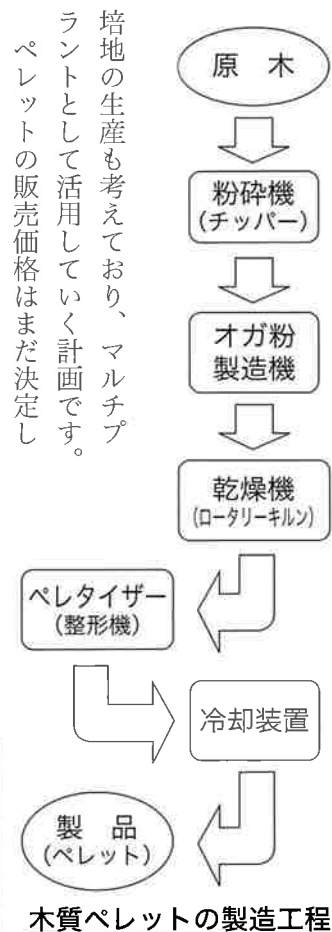 培地の生産も考えており、マルチプ
ラントとして活用していく計画です。
ペレットの販売価格はまだ決定し
原 木
粉砕機
(チッパー)
オガ粉
製造機
乾燥機
(ロータリーキルン)
ペレタイザー
(整形機)
冷却装置
製 品
(ペレット)
木質ペレットの製造工程